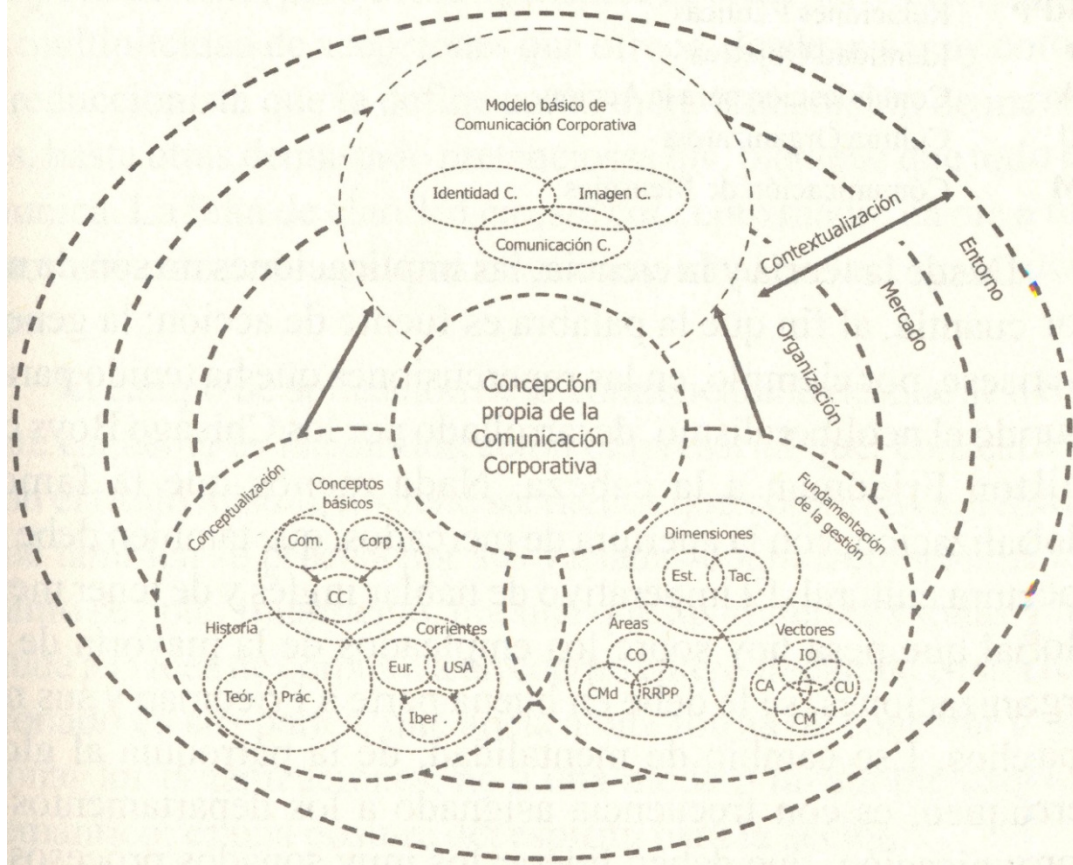 Modelo básico de
Comunicación Corporativa
Identidad C.
Imagen C.
Comunicación C.
Contextualización
Entorno
Mercado
Organización
Concepción
propia de la
Comunicación
Corporativa
Conceptualización
Conceptos
básicos
Com.
Corp.
CC
Historia
Corrientes
Teór.
Prác.
Eur.
USA
Iber .
Fundamentación
de la gestión
Dimensiones
Est.
Tac.
Áreas
CO
CMd
RRPP
Vectores
IO
CA
CU
CM